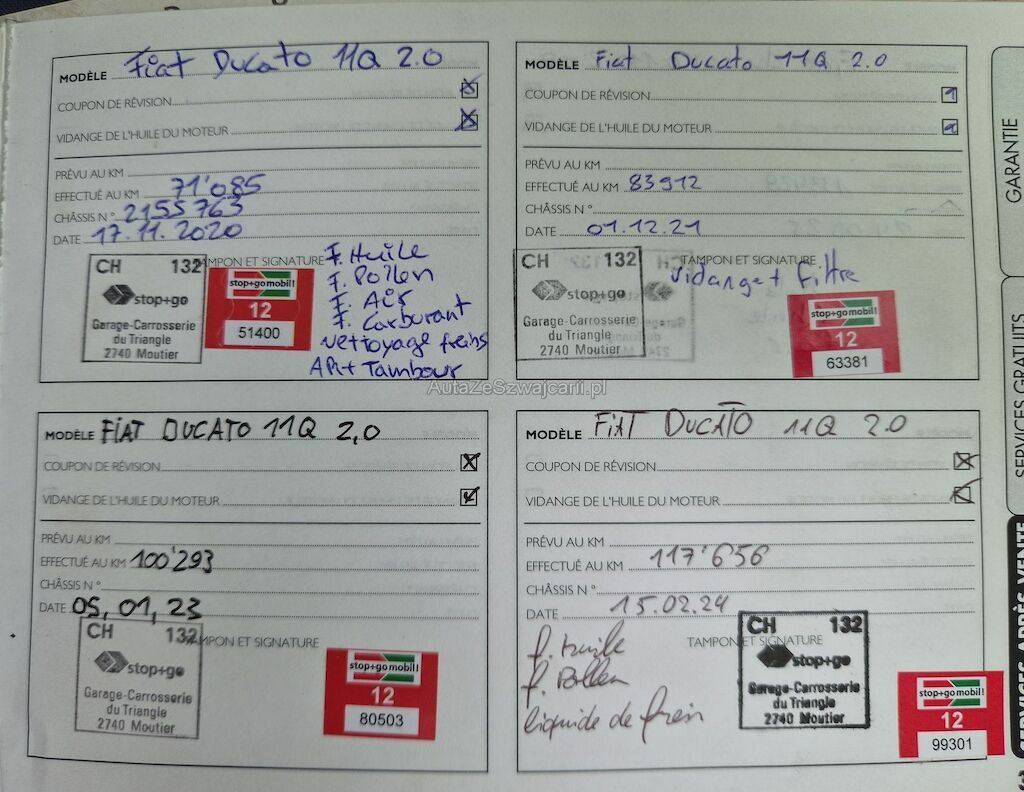 MODÈLE Fiat Ducato 11Q 2.0
COUPON DE RÉVISION
VIDANGE DE L'HUILE DU MOTEUR
PRÉVU AU KM
EFFECTUÉ AU KM 71'085
CHÂSSIS N° 2155763
DATE 17.11.2020
TAMPON ET SIGNATURE
CH 132
stop+go
Garage-Carrosserie
du Triangle
2740 Moutier
stop+go mobil!
12
51400
F. Huile
F. Pollen
F. Air
F. Carburant
Nettoyage freins
AR + Tambour
MODÈLE Fiat Ducato 11Q 2.0
COUPON DE RÉVISION
VIDANGE DE L'HUILE DU MOTEUR
PRÉVU AU KM
EFFECTUÉ AU KM 83912
CHÂSSIS N°
DATE 01.12.21
TAMPON ET SIGNATURE
Vidange + Filtre
CH 132
stop+go
Garage-Carrosserie
du Triangle
2740 Moutier
stop+go mobil!
12
63381
AutaZeSzwajcarii.pl
MODÈLE FIAT DUCATO 11Q 2,0
COUPON DE RÉVISION
VIDANGE DE L'HUILE DU MOTEUR
PRÉVU AU KM
EFFECTUÉ AU KM 100'293
CHÂSSIS N°
DATE 05,01,23
TAMPON ET SIGNATURE
CH 132
stop+go
Garage-Carrosserie
du Triangle
2740 Moutier
stop+go mobil!
12
80503
MODÈLE FIAT DUCATO 11Q 2.0
COUPON DE RÉVISION
VIDANGE DE L'HUILE DU MOTEUR
PRÉVU AU KM
EFFECTUÉ AU KM 117'656
CHÂSSIS N°
DATE 15.02.24
TAMPON ET SIGNATURE
f. Huile
f. Pollen
liquide de frein
CH 132
stop+go
Garage-Carrosserie
du Triangle
2740 Moutier
stop+go mobil!
12
99301
GARANTIE
SERVICES GRATUITS
SERVICES APRÈS-VENTE